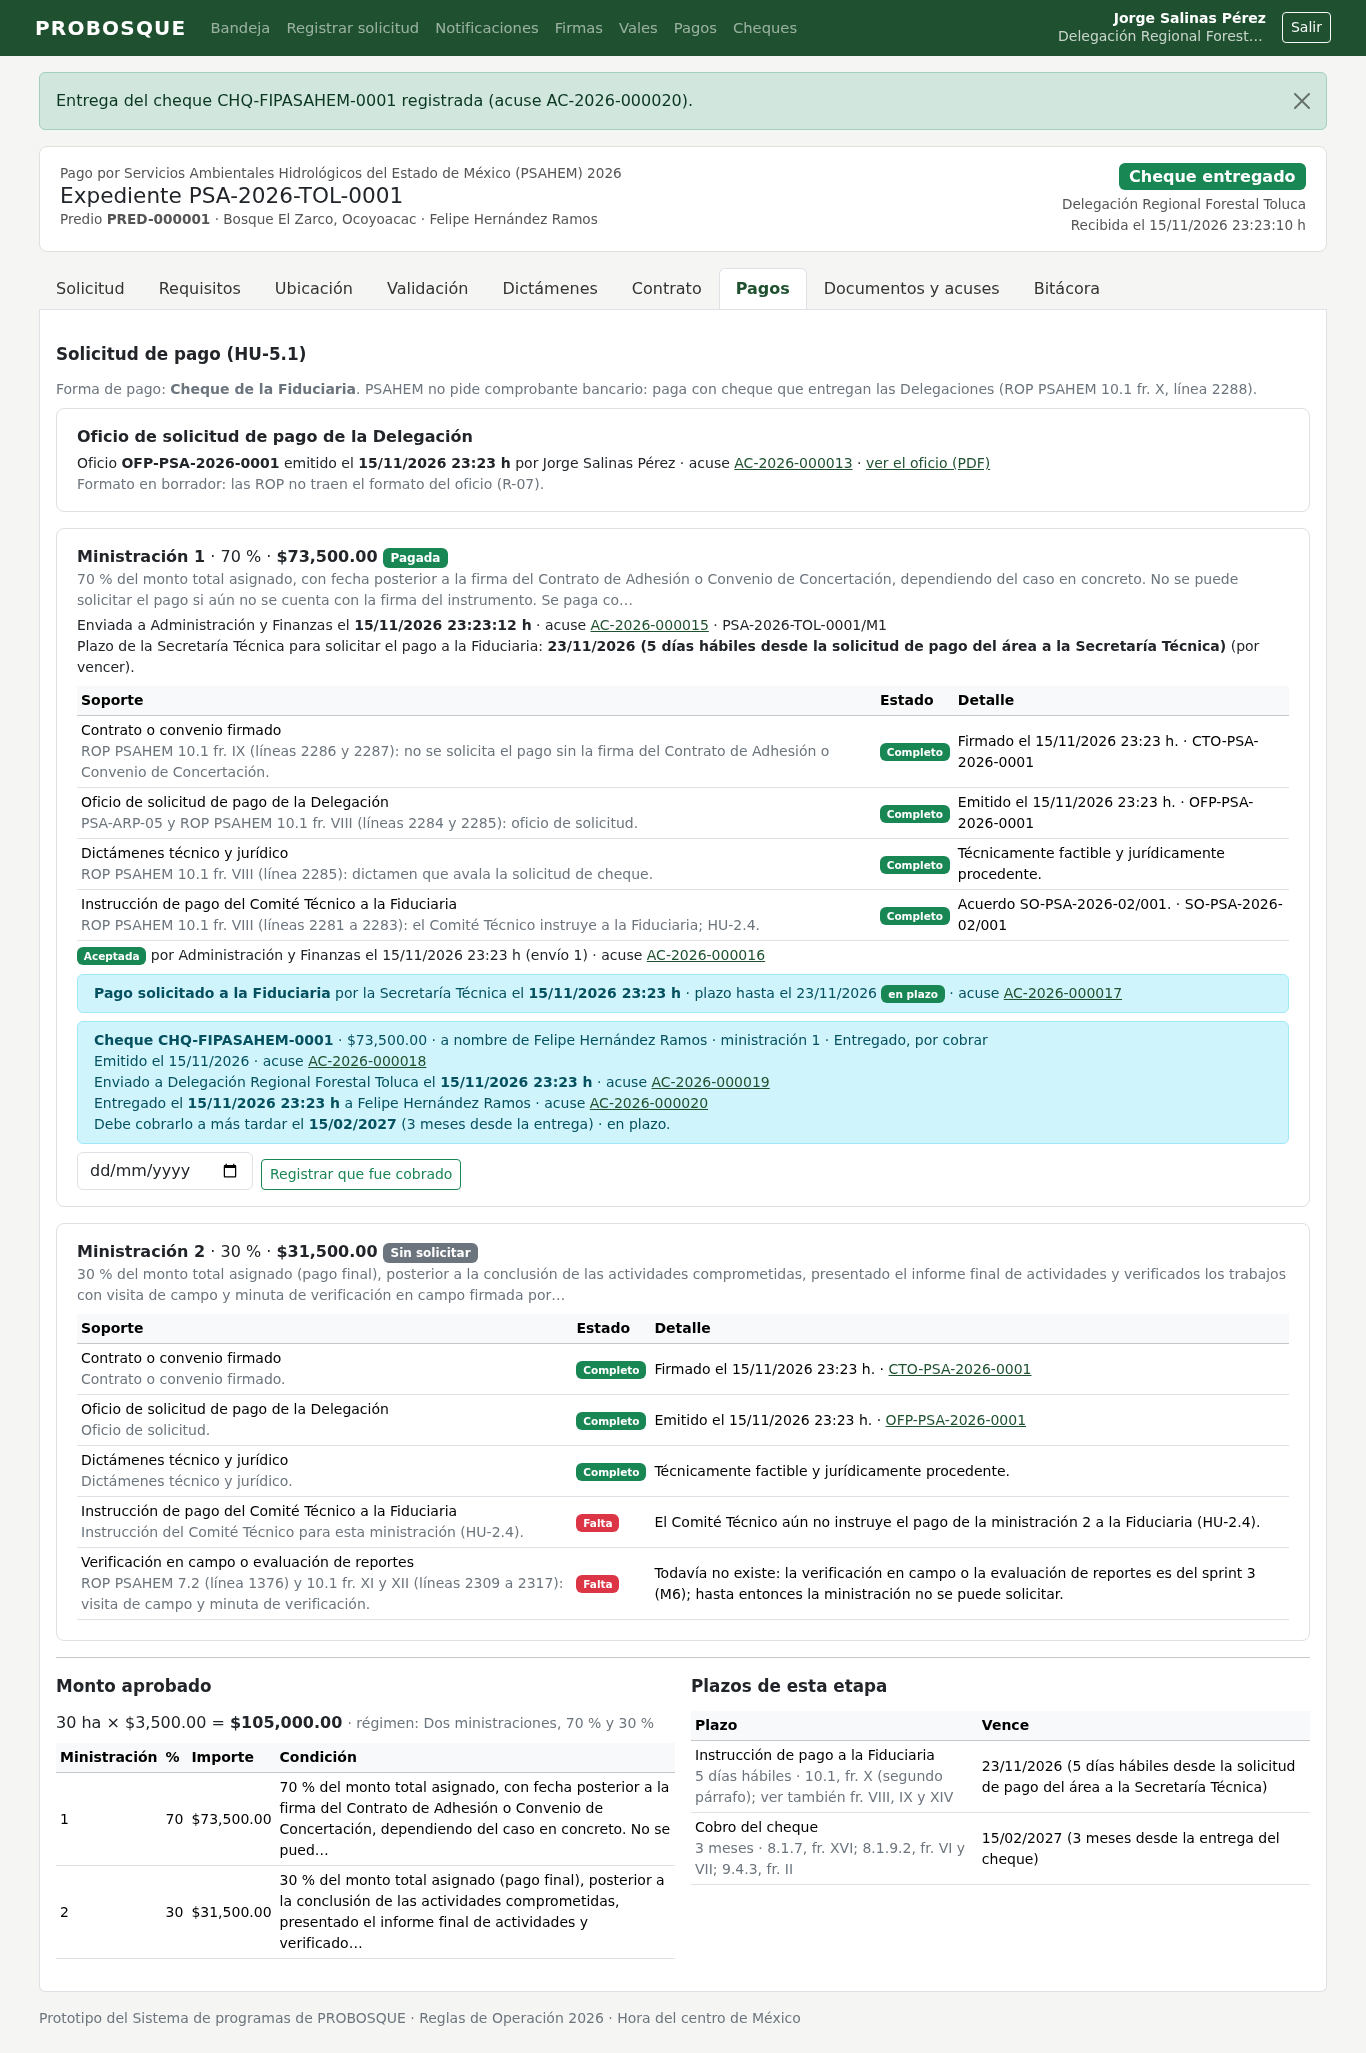 PROBOSQUE Bandeja Registrar solicitud Notificaciones Firmas Vales Pagos Cheques
Jorge Salinas Pérez
Delegación Regional Forest…
Salir
Entrega del cheque CHQ-FIPASAHEM-0001 registrada (acuse AC-2026-000020).
Pago por Servicios Ambientales Hidrológicos del Estado de México (PSAHEM) 2026
Expediente PSA-2026-TOL-0001
Predio PRED-000001 · Bosque El Zarco, Ocoyoacac · Felipe Hernández Ramos
Cheque entregado
Delegación Regional Forestal Toluca
Recibida el 15/11/2026 23:23:10 h
Solicitud Requisitos Ubicación Validación Dictámenes Contrato Pagos Documentos y acuses Bitácora
Solicitud de pago (HU-5.1)
Forma de pago: Cheque de la Fiduciaria. PSAHEM no pide comprobante bancario: paga con cheque que entregan las Delegaciones (ROP PSAHEM 10.1 fr. X, línea 2288).
Oficio de solicitud de pago de la Delegación
Oficio OFP-PSA-2026-0001 emitido el 15/11/2026 23:23 h por Jorge Salinas Pérez · acuse AC-2026-000013 · ver el oficio (PDF)
Formato en borrador: las ROP no traen el formato del oficio (R-07).
Ministración 1 · 70 % · $73,500.00 Pagada
70 % del monto total asignado, con fecha posterior a la firma del Contrato de Adhesión o Convenio de Concertación, dependiendo del caso en concreto. No se puede
solicitar el pago si aún no se cuenta con la firma del instrumento. Se paga co…
Enviada a Administración y Finanzas el 15/11/2026 23:23:12 h · acuse AC-2026-000015 · PSA-2026-TOL-0001/M1
Plazo de la Secretaría Técnica para solicitar el pago a la Fiduciaria: 23/11/2026 (5 días hábiles desde la solicitud de pago del área a la Secretaría Técnica) (por
vencer).
Soporte Estado Detalle
Contrato o convenio firmado
ROP PSAHEM 10.1 fr. IX (líneas 2286 y 2287): no se solicita el pago sin la firma del Contrato de Adhesión o
Convenio de Concertación.
Completo
Firmado el 15/11/2026 23:23 h. · CTO-PSA-
2026-0001
Oficio de solicitud de pago de la Delegación
PSA-ARP-05 y ROP PSAHEM 10.1 fr. VIII (líneas 2284 y 2285): oficio de solicitud.
Completo
Emitido el 15/11/2026 23:23 h. · OFP-PSA-
2026-0001
Dictámenes técnico y jurídico
ROP PSAHEM 10.1 fr. VIII (línea 2285): dictamen que avala la solicitud de cheque.
Completo
Técnicamente factible y jurídicamente
procedente.
Instrucción de pago del Comité Técnico a la Fiduciaria
ROP PSAHEM 10.1 fr. VIII (líneas 2281 a 2283): el Comité Técnico instruye a la Fiduciaria; HU-2.4.
Completo
Acuerdo SO-PSA-2026-02/001. · SO-PSA-2026-
02/001
Aceptada por Administración y Finanzas el 15/11/2026 23:23 h (envío 1) · acuse AC-2026-000016
Pago solicitado a la Fiduciaria por la Secretaría Técnica el 15/11/2026 23:23 h · plazo hasta el 23/11/2026 en plazo · acuse AC-2026-000017
Cheque CHQ-FIPASAHEM-0001 · $73,500.00 · a nombre de Felipe Hernández Ramos · ministración 1 · Entregado, por cobrar
Emitido el 15/11/2026 · acuse AC-2026-000018
Enviado a Delegación Regional Forestal Toluca el 15/11/2026 23:23 h · acuse AC-2026-000019
Entregado el 15/11/2026 23:23 h a Felipe Hernández Ramos · acuse AC-2026-000020
Debe cobrarlo a más tardar el 15/02/2027 (3 meses desde la entrega) · en plazo.
dd/mm/yyyy Registrar que fue cobrado
Ministración 2 · 30 % · $31,500.00 Sin solicitar
30 % del monto total asignado (pago final), posterior a la conclusión de las actividades comprometidas, presentado el informe final de actividades y verificados los trabajos
con visita de campo y minuta de verificación en campo firmada por…
Soporte Estado Detalle
Contrato o convenio firmado
Contrato o convenio firmado.
Completo
Firmado el 15/11/2026 23:23 h. · CTO-PSA-2026-0001
Oficio de solicitud de pago de la Delegación
Oficio de solicitud.
Completo
Emitido el 15/11/2026 23:23 h. · OFP-PSA-2026-0001
Dictámenes técnico y jurídico
Dictámenes técnico y jurídico.
Completo
Técnicamente factible y jurídicamente procedente.
Instrucción de pago del Comité Técnico a la Fiduciaria
Instrucción del Comité Técnico para esta ministración (HU-2.4).
Falta
El Comité Técnico aún no instruye el pago de la ministración 2 a la Fiduciaria (HU-2.4).
Verificación en campo o evaluación de reportes
ROP PSAHEM 7.2 (línea 1376) y 10.1 fr. XI y XII (líneas 2309 a 2317):
visita de campo y minuta de verificación.
Falta
Todavía no existe: la verificación en campo o la evaluación de reportes es del sprint 3
(M6); hasta entonces la ministración no se puede solicitar.
Monto aprobado
30 ha × $3,500.00 = $105,000.00 · régimen: Dos ministraciones, 70 % y 30 %
Ministración % Importe Condición
1 70 $73,500.00
70 % del monto total asignado, con fecha posterior a la
firma del Contrato de Adhesión o Convenio de
Concertación, dependiendo del caso en concreto. No se
pued…
2 30 $31,500.00
30 % del monto total asignado (pago final), posterior a
la conclusión de las actividades comprometidas,
presentado el informe final de actividades y
verificado…
Plazos de esta etapa
Plazo Vence
Instrucción de pago a la Fiduciaria
5 días hábiles · 10.1, fr. X (segundo
párrafo); ver también fr. VIII, IX y XIV
23/11/2026 (5 días hábiles desde la solicitud
de pago del área a la Secretaría Técnica)
Cobro del cheque
3 meses · 8.1.7, fr. XVI; 8.1.9.2, fr. VI y
VII; 9.4.3, fr. II
15/02/2027 (3 meses desde la entrega del
cheque)
Prototipo del Sistema de programas de PROBOSQUE · Reglas de Operación 2026 · Hora del centro de México